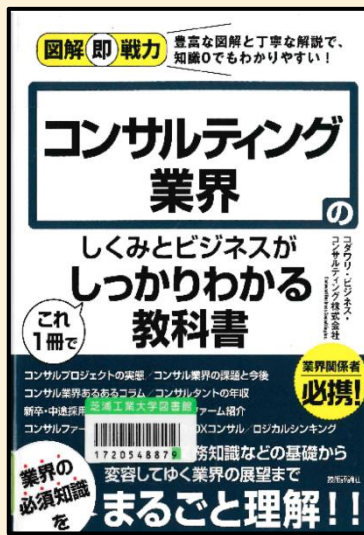 図解即戦力
豊富な図解と丁寧な解説で、
知識0でもわかりやすい!
コンサルティング
業界の
しくみとビジネスが
しっかりわかる
教科書
これ
1冊で
コダワリ・ビジネス・
コンサルティング株式会社
コンサルプロジェクトの実態/コンサル業界の課題と今後
コンサル業界あるあるコラム/コンサルタントの年収
新卒・中途採用
ファーム紹介
コンサルファー
DXコンサル/ロジカルシンキング
業界関係者
必携!
芝浦工業大学図書館
1720548879
務知識などの基礎から
変容してゆく業界の展望まで
技術評論社
業界の
必須知識
を
まるごと理解!!